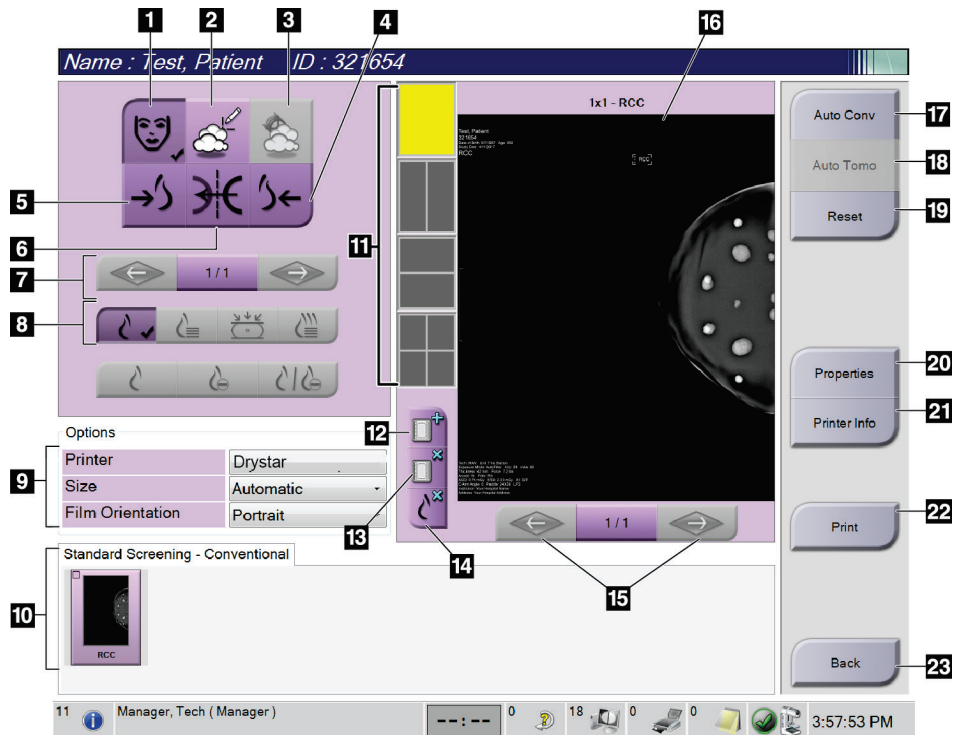 1
2
3
4
16
Name : Test, Patient ID : 321654
1x1 - RCC
Test, Patient
321654
RCC
RCC
Auto Conv
17
Auto Tomo
18
Reset
19
5
6
11
7
1/1
8
Properties
20
Printer Info
21
12
Options
9
Printer
Drystar
Size
Automatic
Film Orientation
Portrait
13
14
1/1
15
Print
22
Standard Screening - Conventional
10
RCC
Back
23
11
Manager, Tech ( Manager )
--:--
0
18
0
0
3:57:53 PM